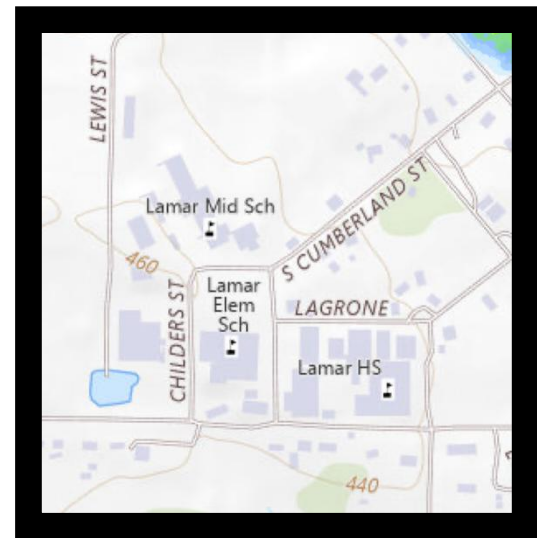 LEWIS ST
Lamar Mid Sch
S CUMBERLAND ST
460
CHILDERS ST
Lamar
Elem
Sch
LAGRONE
Lamar HS
440